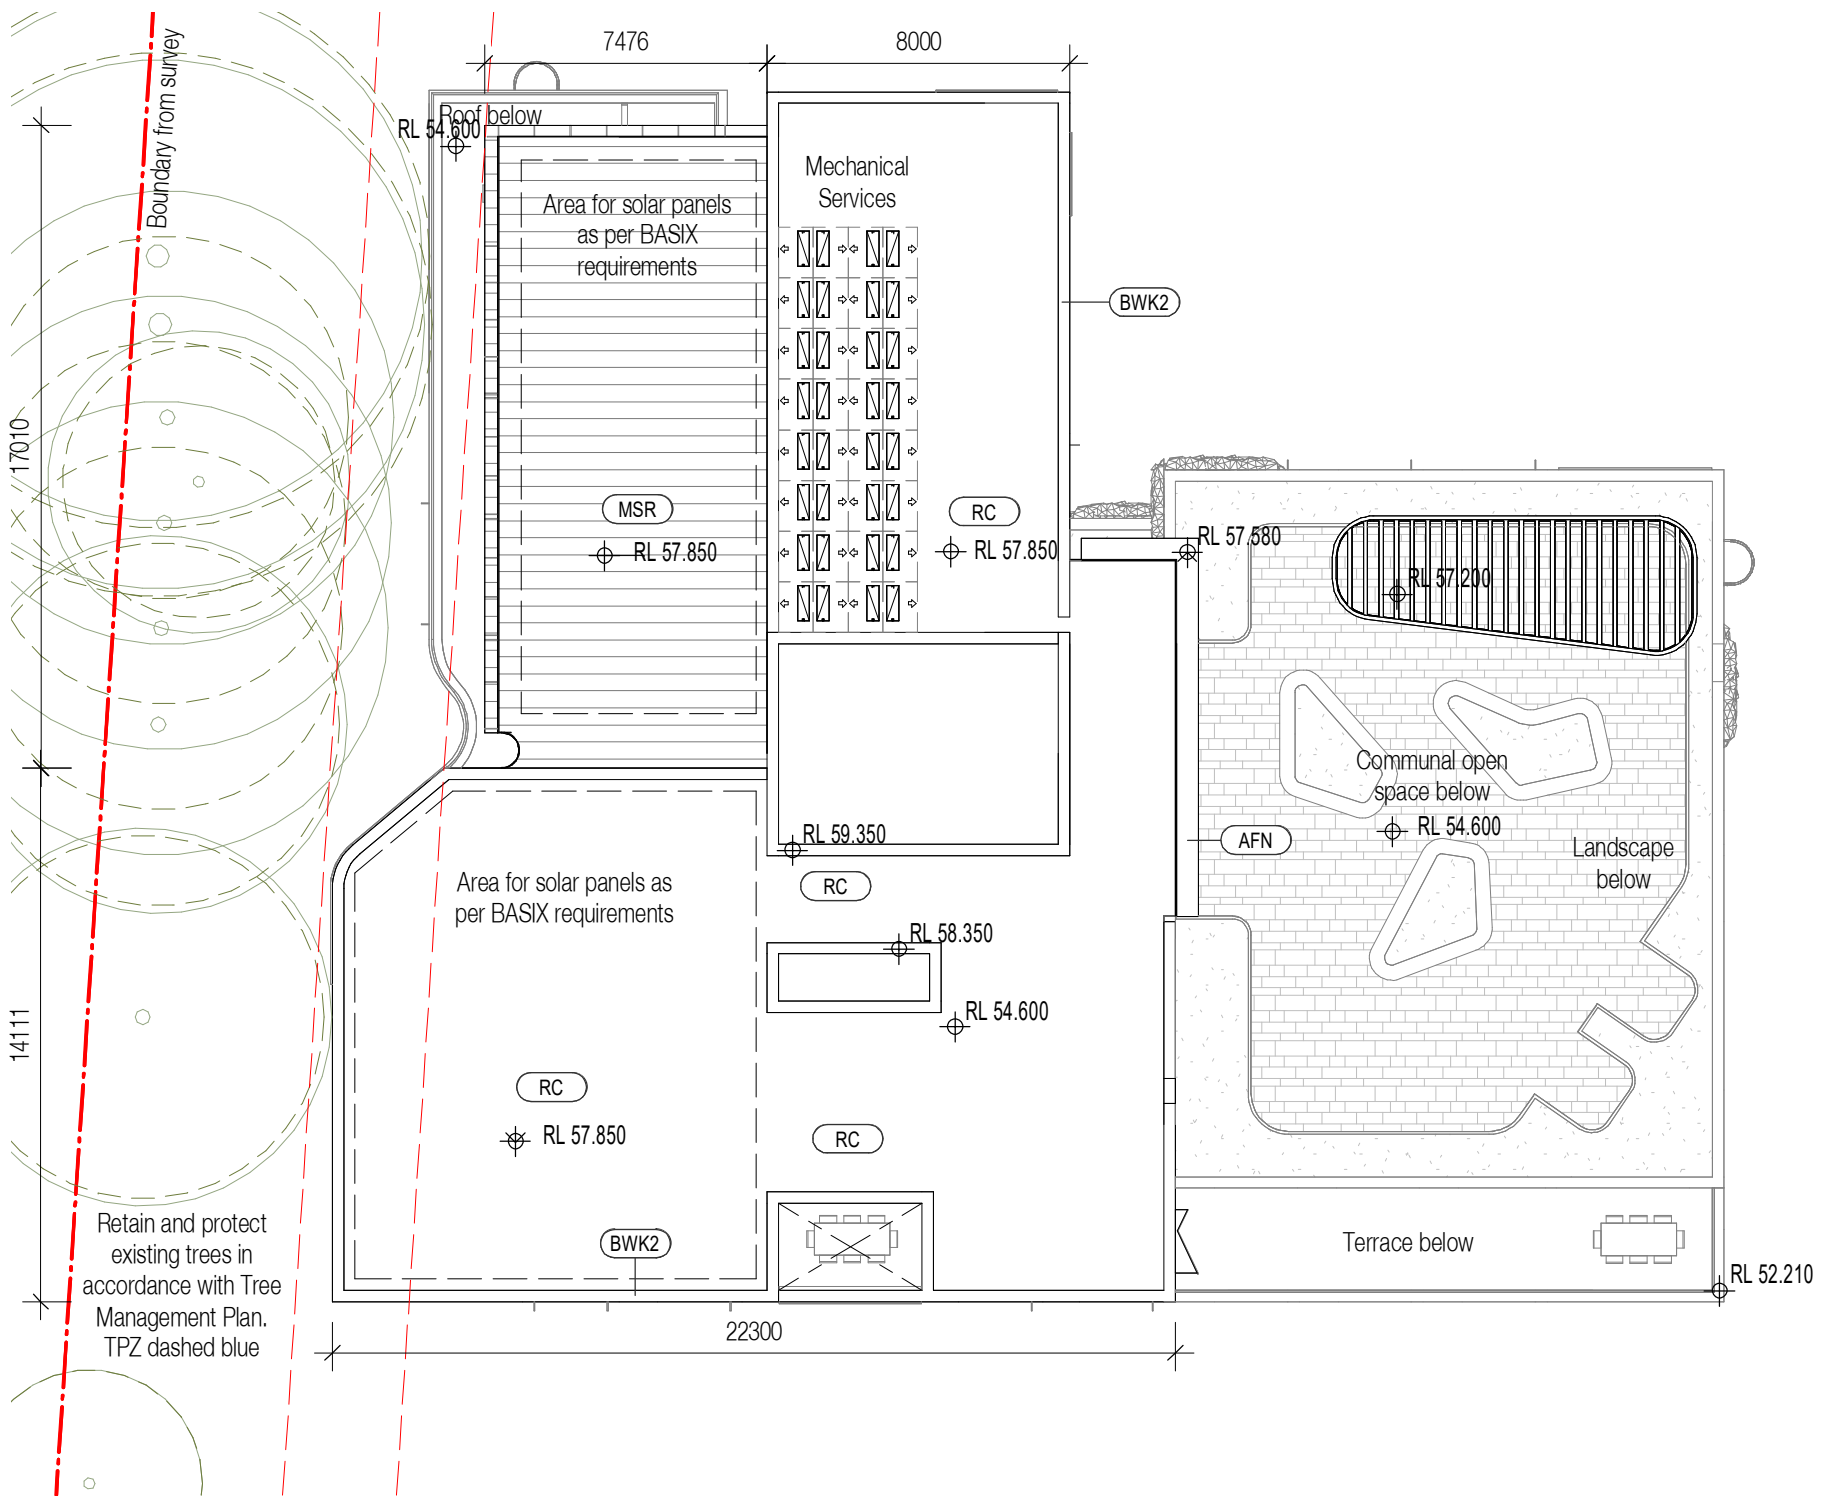 7476
8000
Boundary from survey
Roof below
RL 54.600
Mechanical
Services
Area for solar panels
as per BASIX
requirements
BWK2
17010
MSR
RL 57.850
RC
RL 57.850
RL 57.580
RL 57.200
Communal open
space below
RL 54.600
AFN
Landscape
below
RL 59.350
RC
Area for solar panels as
per BASIX requirements
RL 58.350
RL 54.600
14111
RC
RL 57.850
RC
Retain and protect
existing trees in
accordance with Tree
Management Plan.
TPZ dashed blue
BWK2
Terrace below
RL 52.210
22300